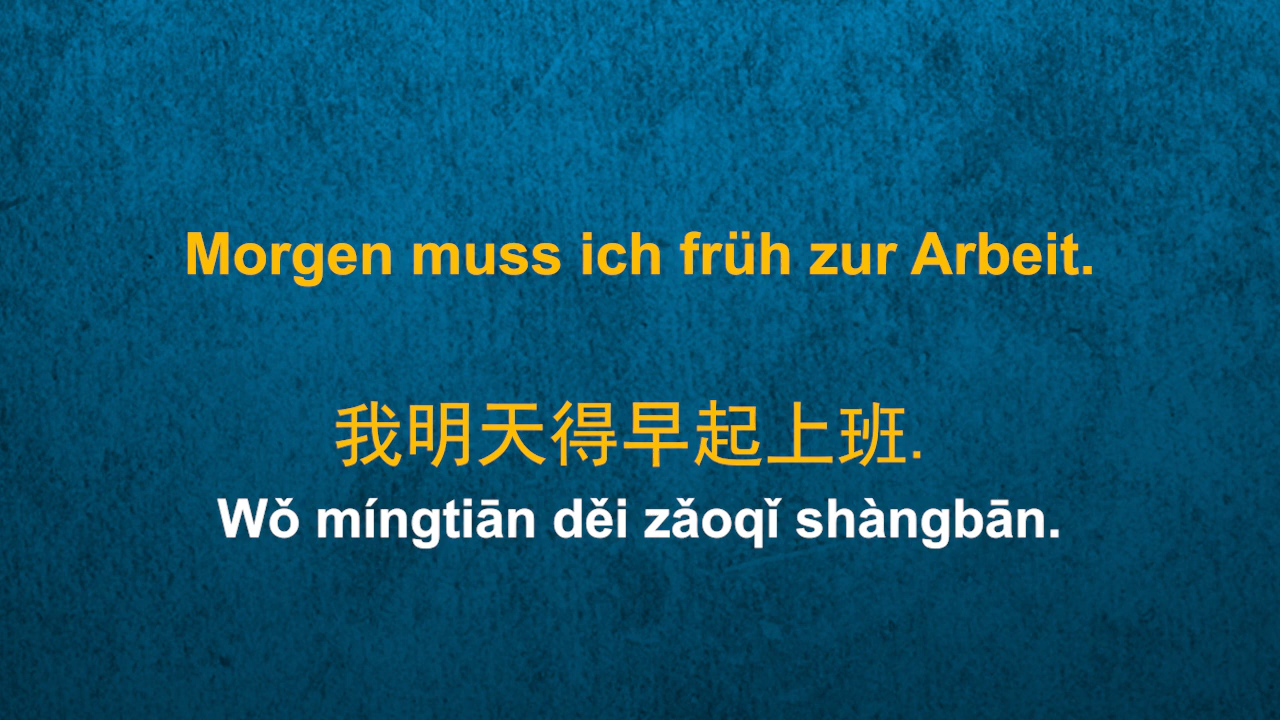 Morgen muss ich früh zur Arbeit.
我明天得早起上班.
Wǒ míngtiān děi zǎoqǐ shàngbān.